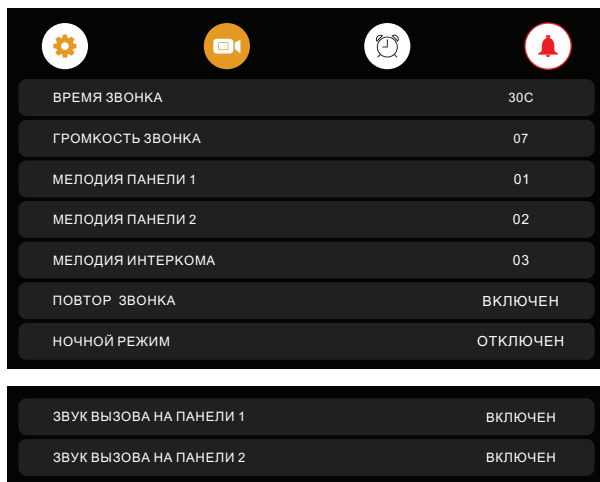 ВРЕМЯ ЗВОНКА 30С
ГРОМКОСТЬ ЗВОНКА 07
МЕЛОДИЯ ПАНЕЛИ 1 01
МЕЛОДИЯ ПАНЕЛИ 2 02
МЕЛОДИЯ ИНТЕРКОМА 03
ПОВТОР ЗВОНКА ВКЛЮЧЕН
НОЧНОЙ РЕЖИМ ОТКЛЮЧЕН
ЗВУК ВЫЗОВА НА ПАНЕЛИ 1 ВКЛЮЧЕН
ЗВУК ВЫЗОВА НА ПАНЕЛИ 2 ВКЛЮЧЕН